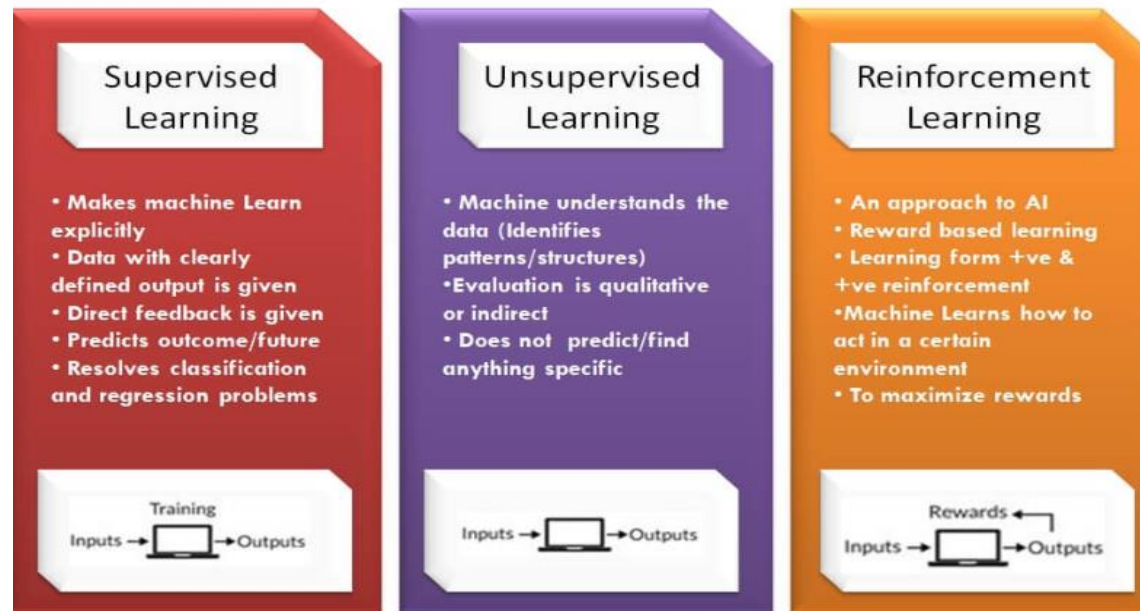 Supervised
Learning
• Makes machine Learn
explicitly
• Data with clearly
defined output is given
• Direct feedback is given
• Predicts outcome/future
• Resolves classification
and regression problems
Training
Inputs → → Outputs
Unsupervised
Learning
• Machine understands the
data (Identifies
patterns/structures)
•Evaluation is qualitative
or indirect
• Does not predict/find
anything specific
Inputs → → Outputs
Reinforcement
Learning
• An approach to AI
• Reward based learning
• Learning form +ve &
+ve reinforcement
•Machine Learns how to
act in a certain
environment
• To maximize rewards
Rewards
Inputs → → Outputs